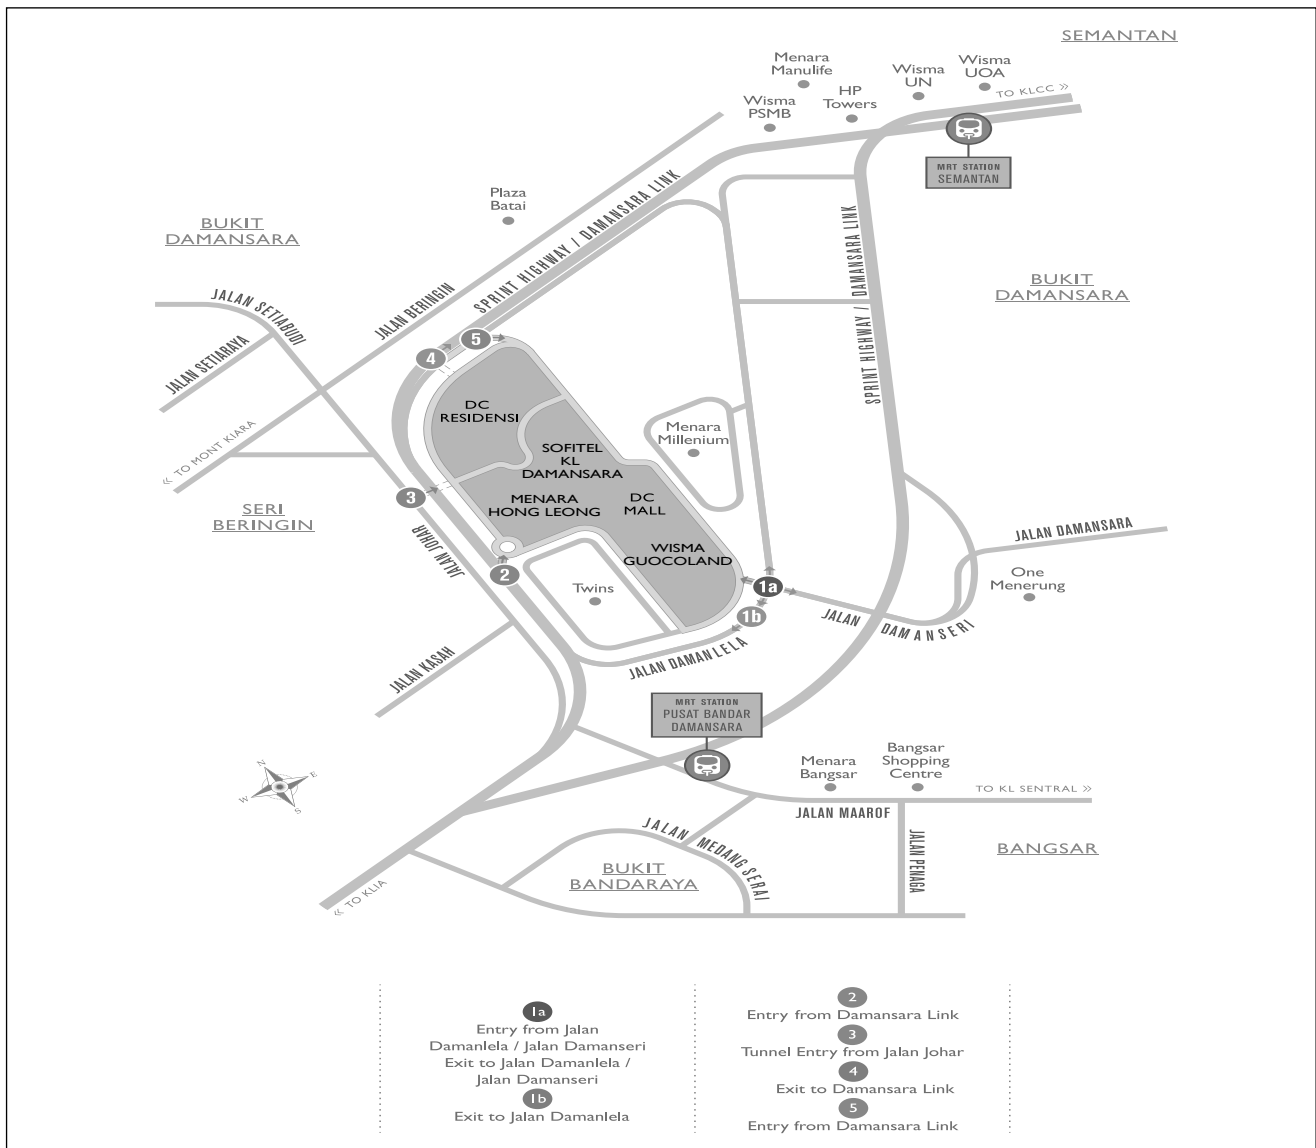 SEMANTAN
Menara
Manulife
Wisma
UN
Wisma
UOA
HP
Towers
Wisma
PSMB
TO KLCC »
MRT STATION
SEMANTAN
Plaza
Batai
BUKIT
DAMANSARA
SPRINT HIGHWAY / DAMANSARA LINK
SPRINT HIGHWAY / DAMANSARA LINK
BUKIT
DAMANSARA
JALAN SETIABUDI
JALAN BERINGIN
JALAN SETIARAYA
5
4
DC
RESIDENSI
« TO MONT KIARA
Menara
Millenium
SOFITEL
KL
DAMANSARA
3
MENARA
HONG LEONG
DC
MALL
SERI
BERINGIN
JALAN JOHAR
WISMA
GUOCOLAND
JALAN DAMANSARA
2
Twins
1a
One
Menerung
1b
JALAN DAMANSERI
JALAN DAMANLELA
JALAN KASAH
MRT STATION
PUSAT BANDAR
DAMANSARA
N
E
W
S
Menara
Bangsar
Bangsar
Shopping
Centre
TO KL SENTRAL »
JALAN MAAROF
JALAN MEDANG SERAI
JALAN PENAGA
BANGSAR
BUKIT
BANDARAYA
« TO KLIA
1a
Entry from Jalan
Damanlela / Jalan Damanseri
Exit to Jalan Damanlela /
Jalan Damanseri
1b
Exit to Jalan Damanlela
2
Entry from Damansara Link
3
Tunnel Entry from Jalan Johar
4
Exit to Damansara Link
5
Entry from Damansara Link